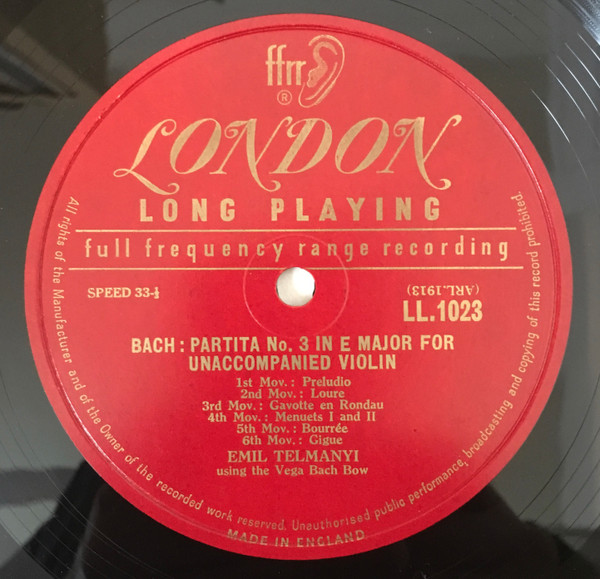 ffrr
®
LONDON
LONG PLAYING
full frequency range recording
SPEED 33-⅓
(ARL.1913)
LL.1023
BACH : PARTITA No. 3 IN E MAJOR FOR
UNACCOMPANIED VIOLIN
1st Mov.: Preludio
2nd Mov.: Loure
3rd Mov.: Gavotte en Rondau
4th Mov.: Menuets I and II
5th Mov.: Bourrée
6th Mov.: Gigue
EMIL TELMANYI
using the Vega Bach Bow
All rights of the Manufacturer and of the Owner of the recorded work reserved. Unauthorised public performance, broadcasting and copying of this record prohibited.
MADE IN ENGLAND